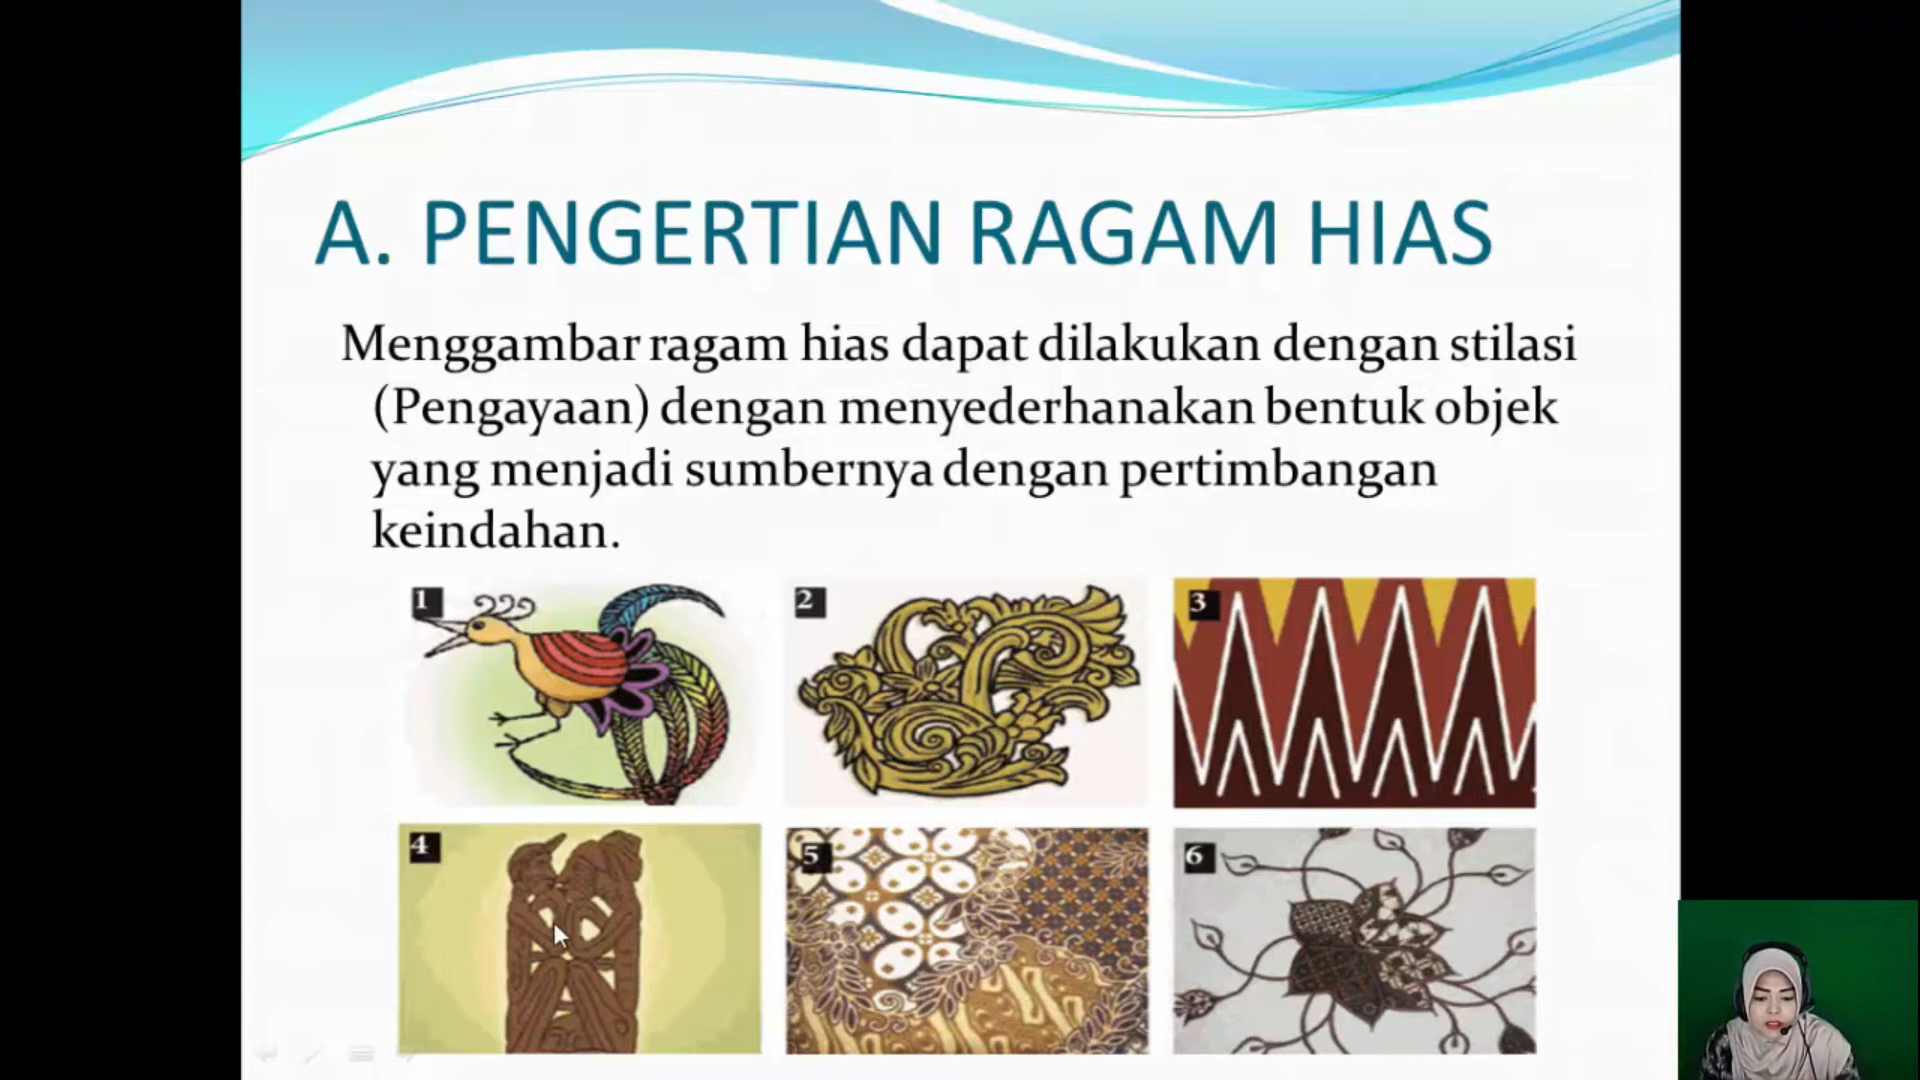 A. PENGERTIAN RAGAM HIAS
Menggambar ragam hias dapat dilakukan dengan stilasi
(Pengayaan) dengan menyederhanakan bentuk objek
yang menjadi sumbernya dengan pertimbangan
keindahan.
1
2
3
4
5
6